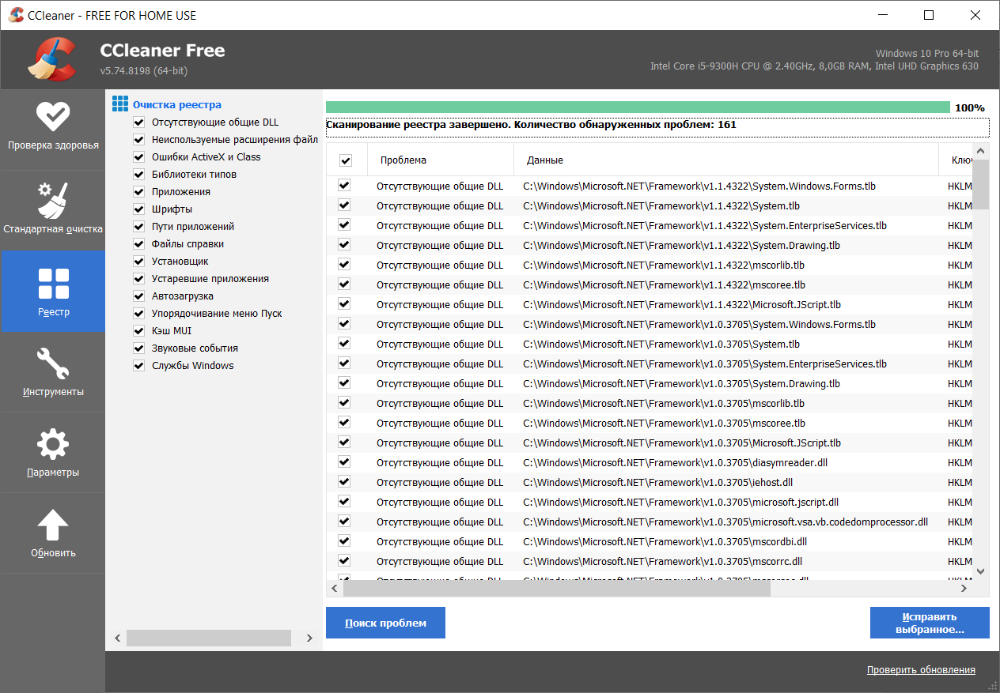 CCleaner - FREE FOR HOME USE
CCleaner Free
v5.74.8198 (64-bit)
Windows 10 Pro 64-bit
Intel Core i5-9300H CPU @ 2.40GHz, 8,0GB RAM, Intel UHD Graphics 630
Проверка здоровья
Стандартная очистка
Реестр
Инструменты
Параметры
Обновить
Очистка реестра
Отсутствующие общие DLL
Неиспользуемые расширения файл
Ошибки ActiveX и Class
Библиотеки типов
Приложения
Шрифты
Пути приложений
Файлы справки
Установщик
Устаревшие приложения
Автозагрузка
Упорядочивание меню Пуск
Кэш MUI
Звуковые события
Службы Windows
100%
Сканирование реестра завершено. Количество обнаруженных проблем: 161
Проблема Данные Ключ
Отсутствующие общие DLL C:\Windows\Microsoft.NET\Framework\v1.1.4322\System.Windows.Forms.tlb HKLM
Отсутствующие общие DLL C:\Windows\Microsoft.NET\Framework\v1.1.4322\System.tlb HKLM
Отсутствующие общие DLL C:\Windows\Microsoft.NET\Framework\v1.1.4322\System.EnterpriseServices.tlb HKLM
Отсутствующие общие DLL C:\Windows\Microsoft.NET\Framework\v1.1.4322\System.Drawing.tlb HKLM
Отсутствующие общие DLL C:\Windows\Microsoft.NET\Framework\v1.1.4322\mscorlib.tlb HKLM
Отсутствующие общие DLL C:\Windows\Microsoft.NET\Framework\v1.1.4322\mscoree.tlb HKLM
Отсутствующие общие DLL C:\Windows\Microsoft.NET\Framework\v1.1.4322\Microsoft.JScript.tlb HKLM
Отсутствующие общие DLL C:\Windows\Microsoft.NET\Framework\v1.0.3705\System.Windows.Forms.tlb HKLM
Отсутствующие общие DLL C:\Windows\Microsoft.NET\Framework\v1.0.3705\System.tlb HKLM
Отсутствующие общие DLL C:\Windows\Microsoft.NET\Framework\v1.0.3705\System.EnterpriseServices.tlb HKLM
Отсутствующие общие DLL C:\Windows\Microsoft.NET\Framework\v1.0.3705\System.Drawing.tlb HKLM
Отсутствующие общие DLL C:\Windows\Microsoft.NET\Framework\v1.0.3705\mscorlib.tlb HKLM
Отсутствующие общие DLL C:\Windows\Microsoft.NET\Framework\v1.0.3705\mscoree.tlb HKLM
Отсутствующие общие DLL C:\Windows\Microsoft.NET\Framework\v1.0.3705\Microsoft.JScript.tlb HKLM
Отсутствующие общие DLL C:\Windows\Microsoft.NET\Framework\v1.0.3705\diasymreader.dll HKLM
Отсутствующие общие DLL C:\Windows\Microsoft.NET\Framework\v1.0.3705\iehost.dll HKLM
Отсутствующие общие DLL C:\Windows\Microsoft.NET\Framework\v1.0.3705\microsoft.jscript.dll HKLM
Отсутствующие общие DLL C:\Windows\Microsoft.NET\Framework\v1.0.3705\microsoft.vsa.vb.codedomprocessor.dll HKLM
Отсутствующие общие DLL C:\Windows\Microsoft.NET\Framework\v1.0.3705\mscordbi.dll HKLM
Отсутствующие общие DLL C:\Windows\Microsoft.NET\Framework\v1.0.3705\mscorrc.dll HKLM
Поиск проблем
Исправить
выбранное...
Проверить обновления